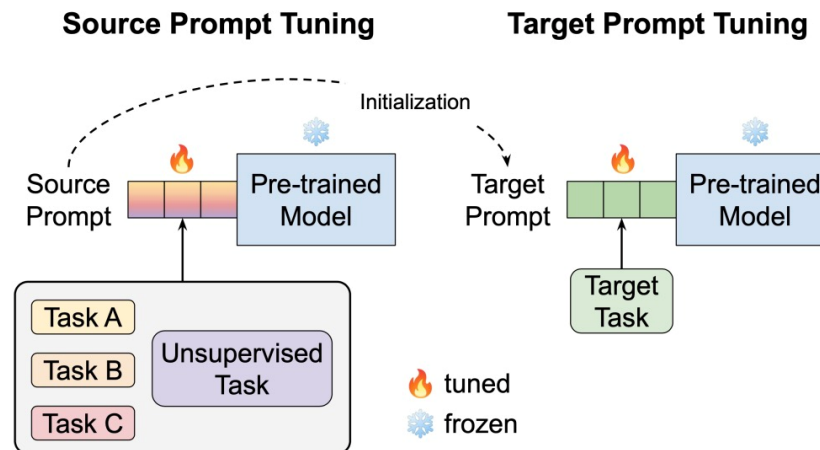 Source Prompt Tuning
Target Prompt Tuning
Initialization
Source
Prompt
Pre-trained
Model
Target
Prompt
Pre-trained
Model
Task A
Task B
Task C
Unsupervised
Task
Target
Task
tuned
frozen